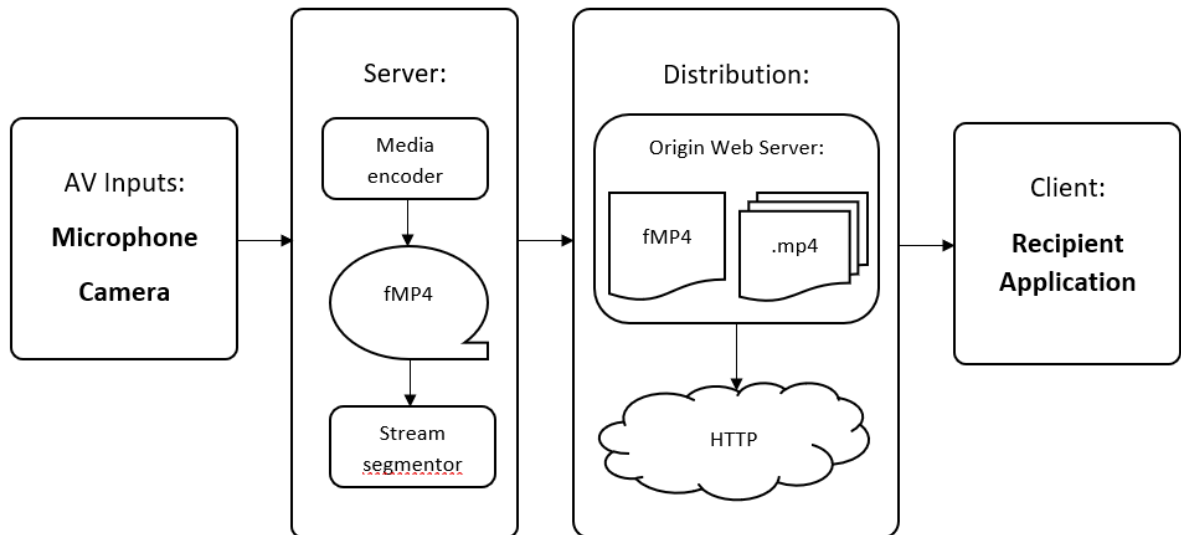 AV Inputs:
Microphone
Camera
Server:
Media
encoder
fMP4
Stream
segmentor
Distribution:
Origin Web Server:
fMP4
.mp4
HTTP
Client:
Recipient
Application